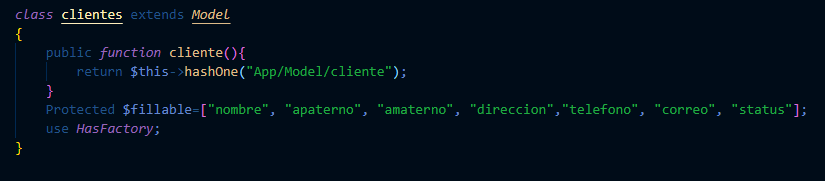 class clientes extends Model
{
public function cliente(){
return $this->hashOne("App/Model/cliente");
}
Protected $fillable=["nombre", "apaterno", "amaterno", "direccion","telefono", "correo", "status"];
use HasFactory;
}